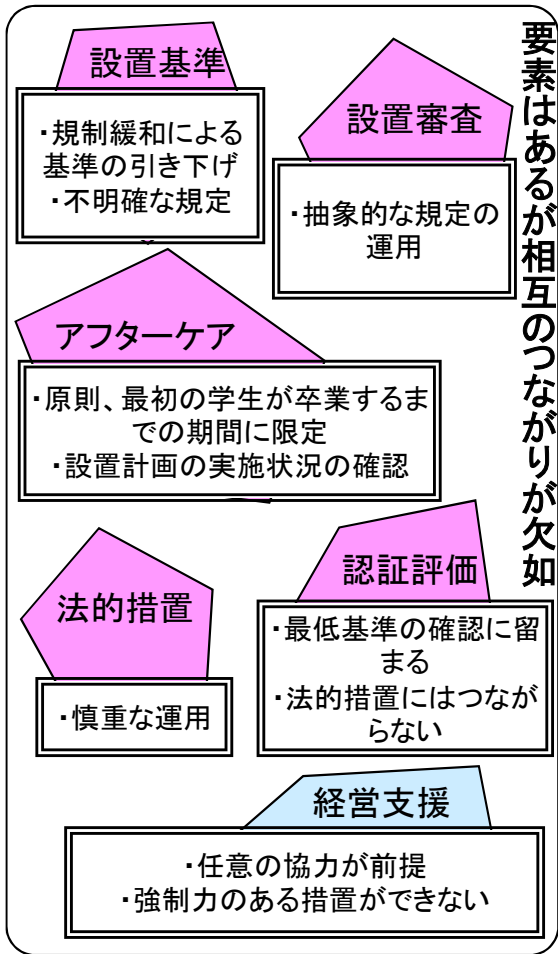 要素はあるが相互のつながりが欠如
設置基準
・規制緩和による
基準の引き下げ
・不明確な規定
設置審査
・抽象的な規定の
運用
アフターケア
・原則、最初の学生が卒業するま
での期間に限定
・設置計画の実施状況の確認
法的措置
・慎重な運用
認証評価
・最低基準の確認に留
まる
・法的措置にはつなが
らない
経営支援
・任意の協力が前提
・強制力のある措置ができない